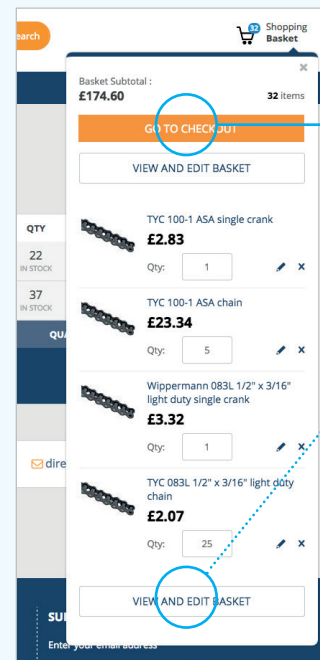 earch
32
Shopping
Basket
Basket Subtotal :
£174.60
32 items
GO TO CHECKOUT
VIEW AND EDIT BASKET
QTY
22
IN STOCK
37
IN STOCK
QUA
TYC 100-1 ASA single crank
£2.83
Qty: 1
TYC 100-1 ASA chain
£23.34
Qty: 5
Wippermann 083L 1/2" x 3/16"
light duty single crank
£3.32
Qty: 1
TYC 083L 1/2" x 3/16" light duty
chain
£2.07
Qty: 25
dire
VIEW AND EDIT BASKET
SU
Enter your email address